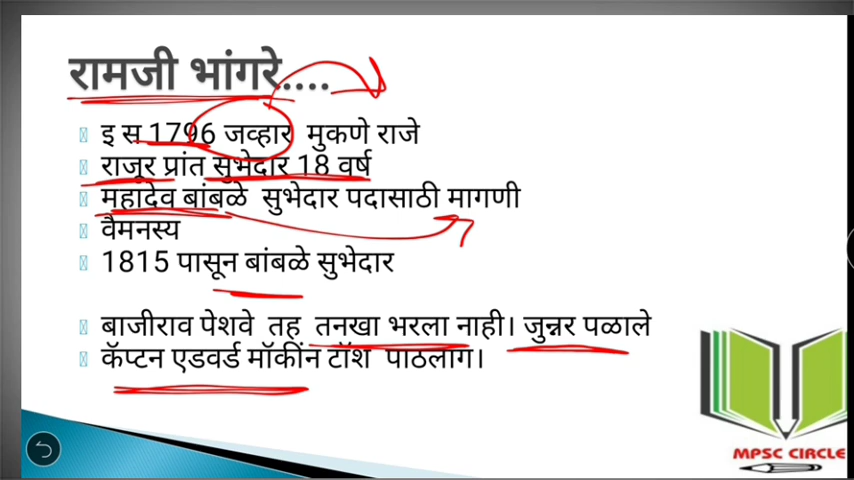 रामजी भांगरे....
इ स 1796 जव्हार मुकणे राजे
राजूर प्रांत सुभेदार 18 वर्ष
महादेव बांबळे सुभेदार पदासाठी मागणी
वैमनस्य
1815 पासून बांबळे सुभेदार
बाजीराव पेशवे तह तनखा भरला नाही। जुन्नर पळाले
कॅप्टन एडवर्ड मॉकींन टॉश पाठलाग।
MPSC CIRCLE